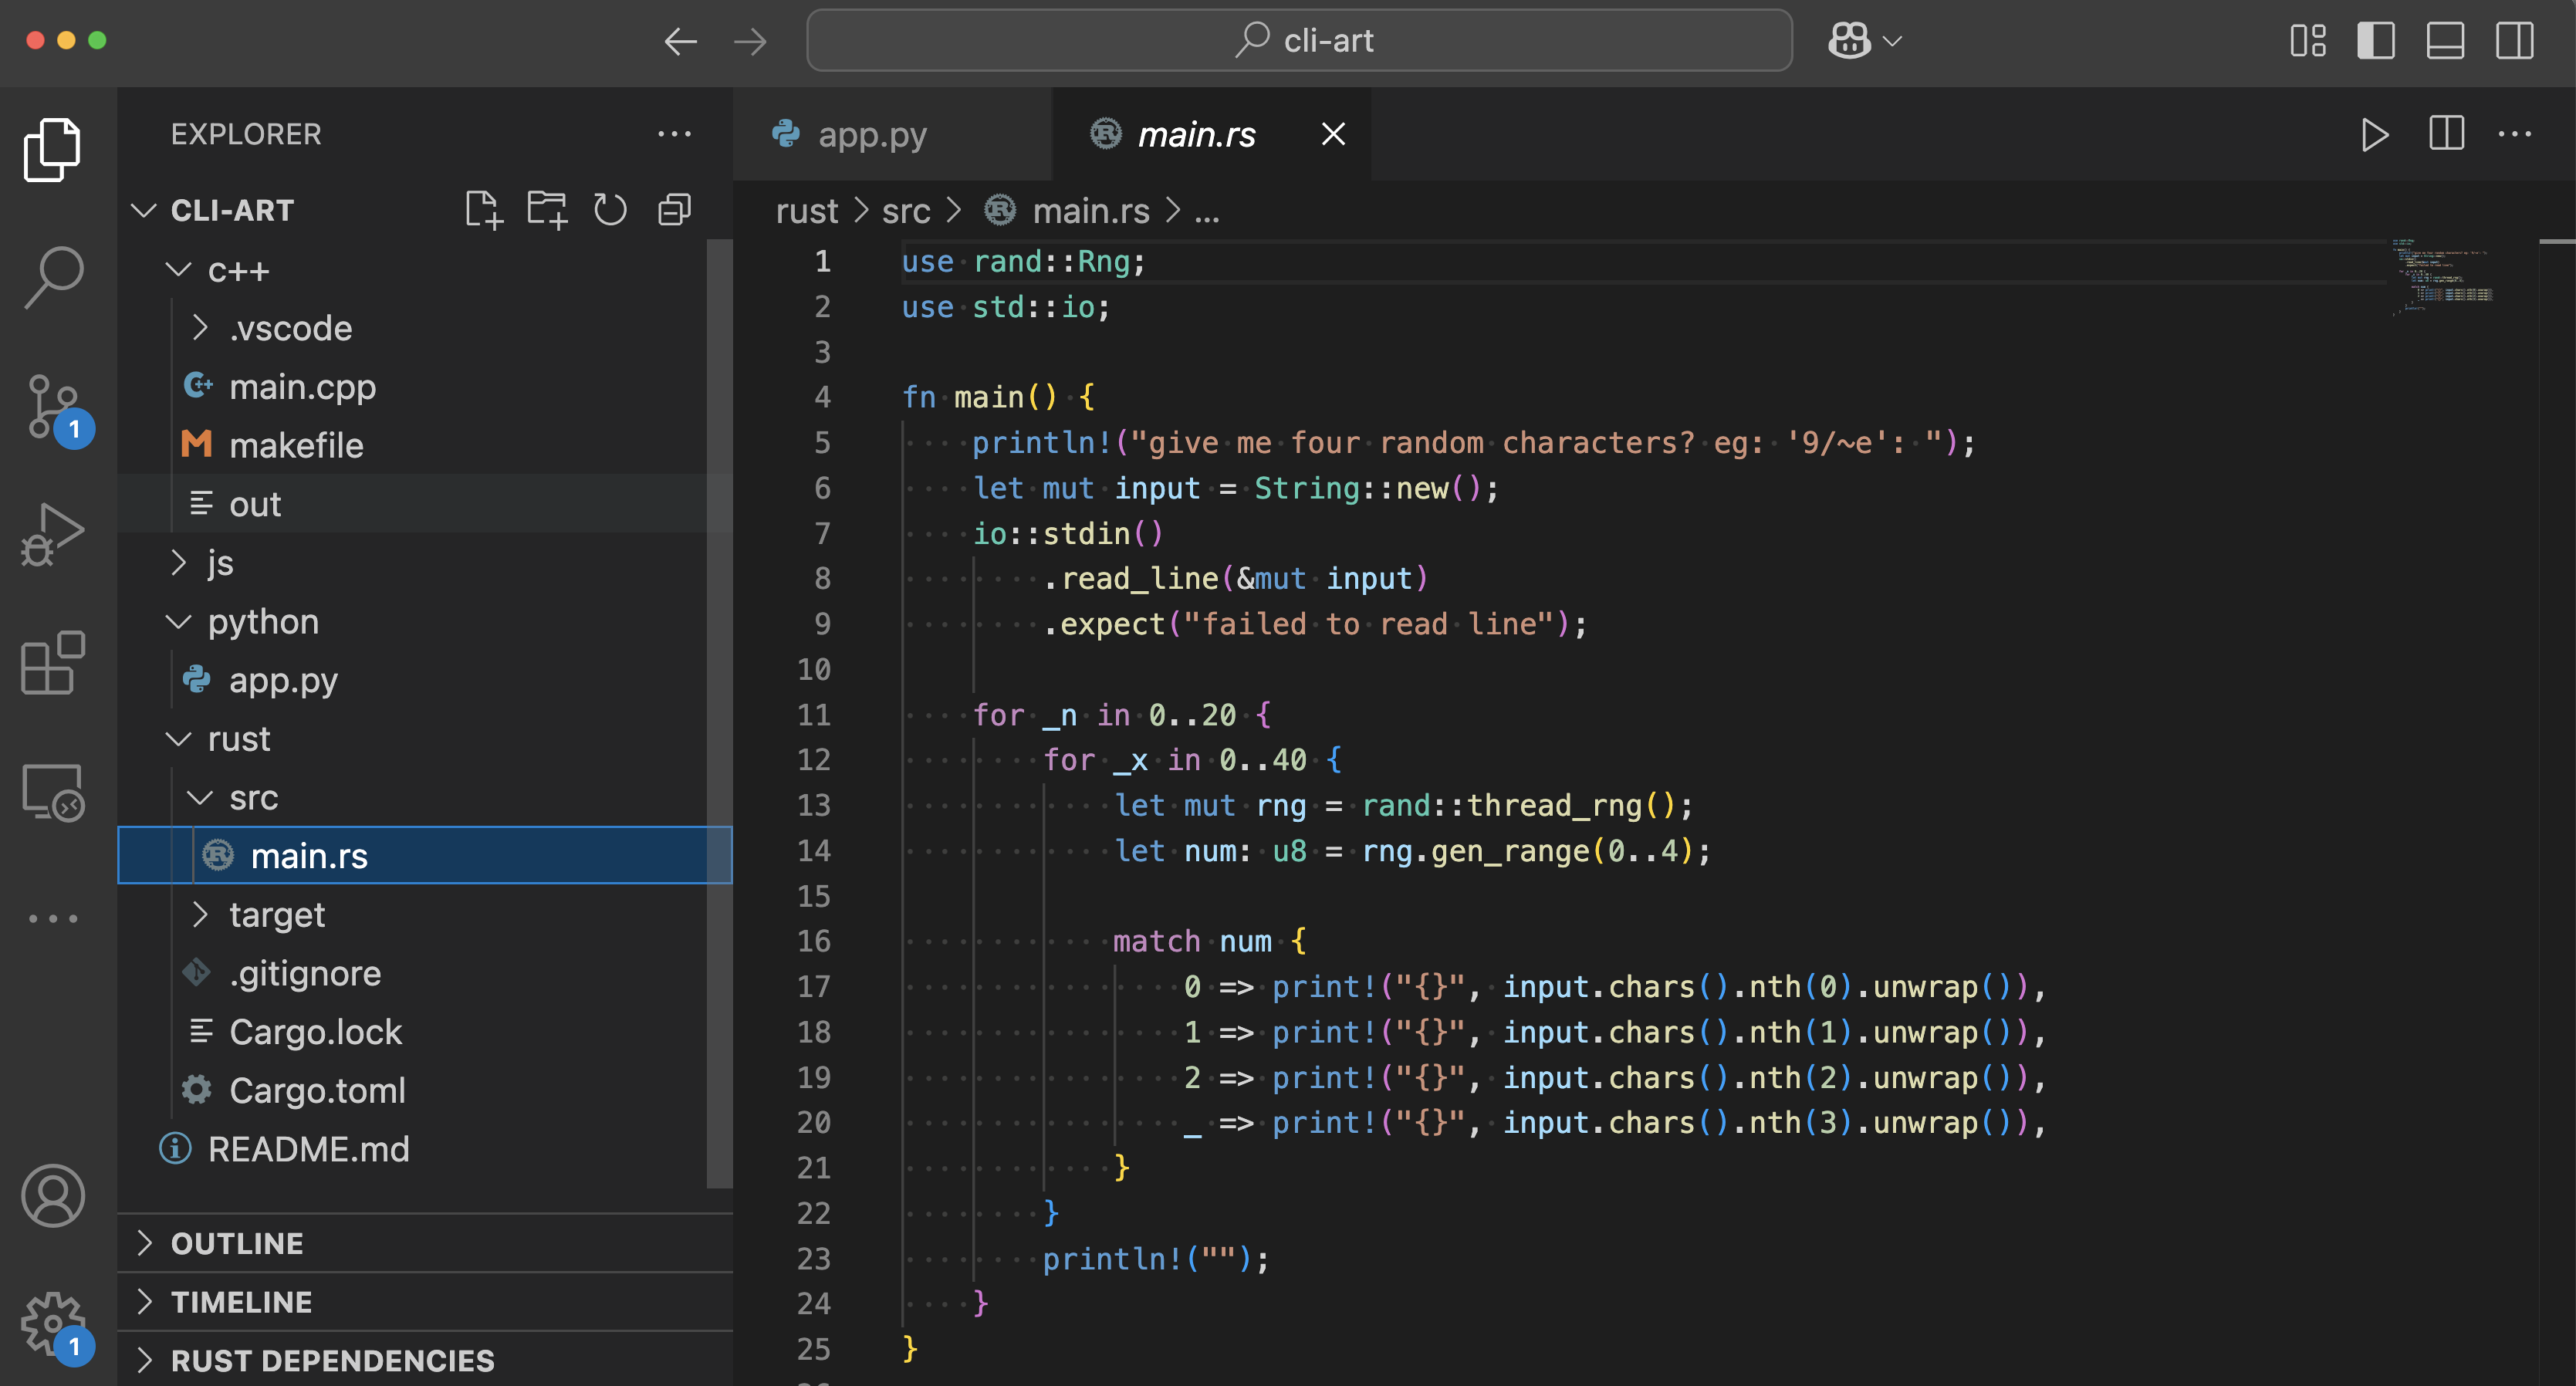 cli-art
EXPLORER
CLI-ART
c++
.vscode
main.cpp
makefile
out
js
python
app.py
rust
src
main.rs
target
.gitignore
Cargo.lock
Cargo.toml
README.md
OUTLINE
TIMELINE
RUST DEPENDENCIES
1
1
app.py
main.rs
rust > src > main.rs > ...
1 use rand::Rng;
2 use std::io;
3
4 fn main() {
5     println!("give me four random characters? eg: '9/~e': ");
6     let mut input = String::new();
7     io::stdin()
8         .read_line(&mut input)
9         .expect("failed to read line");
10
11     for _n in 0..20 {
12         for _x in 0..40 {
13             let mut rng = rand::thread_rng();
14             let num: u8 = rng.gen_range(0..4);
15
16             match num {
17                 0 => print!("{}", input.chars().nth(0).unwrap()),
18                 1 => print!("{}", input.chars().nth(1).unwrap()),
19                 2 => print!("{}", input.chars().nth(2).unwrap()),
20                 _ => print!("{}", input.chars().nth(3).unwrap()),
21             }
22         }
23         println!("");
24     }
25 }